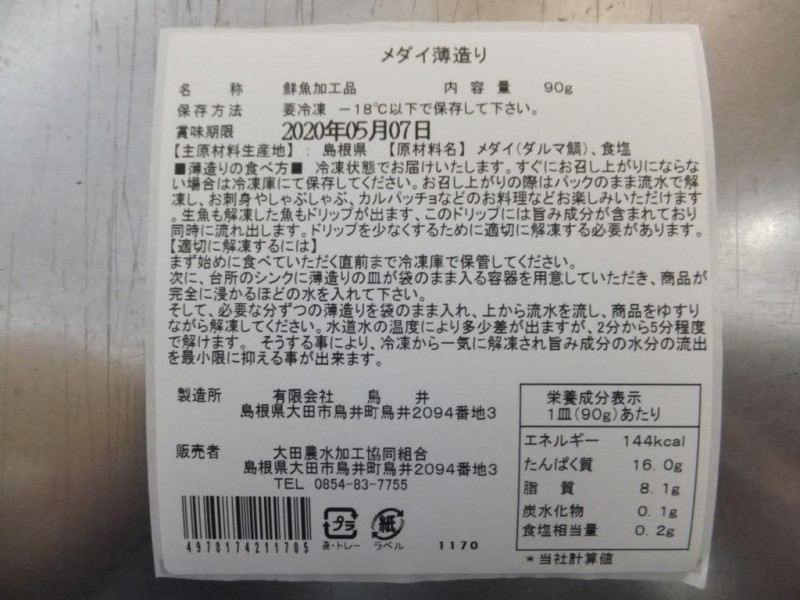 メダイ薄造り
名　称　鮮魚加工品　内 容 量　90g
保存方法　要冷凍　－18℃以下で保存して下さい。
賞味期限　2020年05月07日
【主原材料生産地】：島根県　【原材料名】メダイ(ダルマ鯛)、食塩
■薄造りの食べ方■　冷凍状態でお届けいたします。すぐにお召し上がりにならな
い場合は冷凍庫にて保存してください。お召し上がりの際はパックのまま流水で解
凍し、お刺身やしゃぶしゃぶ、カルパッチョなどのお料理などお楽しみいただけます
。生魚も解凍した魚もドリップが出ます、このドリップには旨み成分が含まれており
同時に流れ出します。ドリップを少なくするために適切に解凍する必要があります。
【適切に解凍するには】
まず始めに食べていただく直前まで冷凍庫で保管してください。
次に、台所のシンクに薄造りの皿が袋のまま入る容器を用意していただき、商品が
完全に浸かるほどの水を入れて下さい。
そして、必要な分ずつの薄造りを袋のまま入れ、上から流水を流し、商品をゆすり
ながら解凍してください。水道水の温度により多少差が出ますが、2分から5分程度
で解けます。　そうする事により、冷凍から一気に解凍され旨み成分の水分の流出
を最小限に抑える事が出来ます。
製造所　有限会社　鳥　井
島根県大田市鳥井町鳥井2094番地3
販売者　大田農水加工協同組合
島根県大田市鳥井町鳥井2094番地3
TEL 0854-83-7755
栄養成分表示
1皿(90g)あたり
エネルギー　144kcal
たんぱく質　16.0g
脂　質　8.1g
炭水化物　0.1g
食塩相当量　0.2g
＊当社計算値
プラ　紙
袋・トレー　ラベル　1170
4978174211705